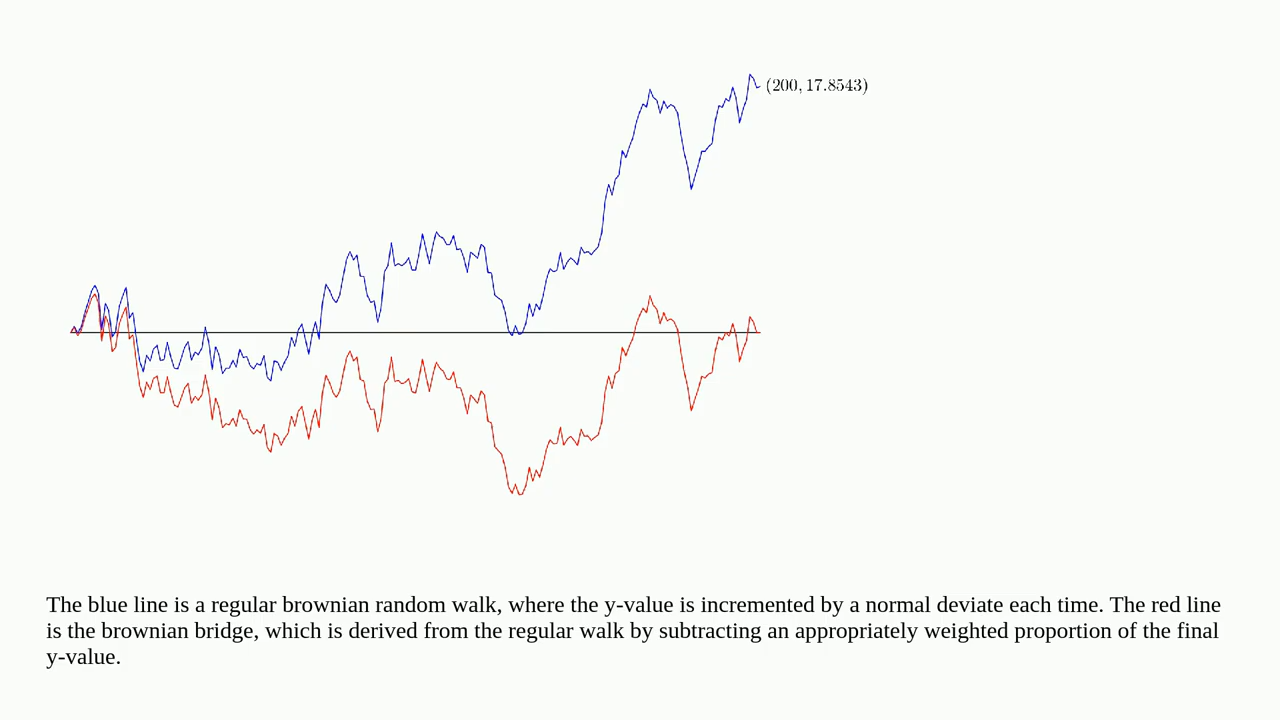 (200, 17.8543)
The blue line is a regular brownian random walk, where the y-value is incremented by a normal deviate each time. The red line
is the brownian bridge, which is derived from the regular walk by subtracting an appropriately weighted proportion of the final
y-value.